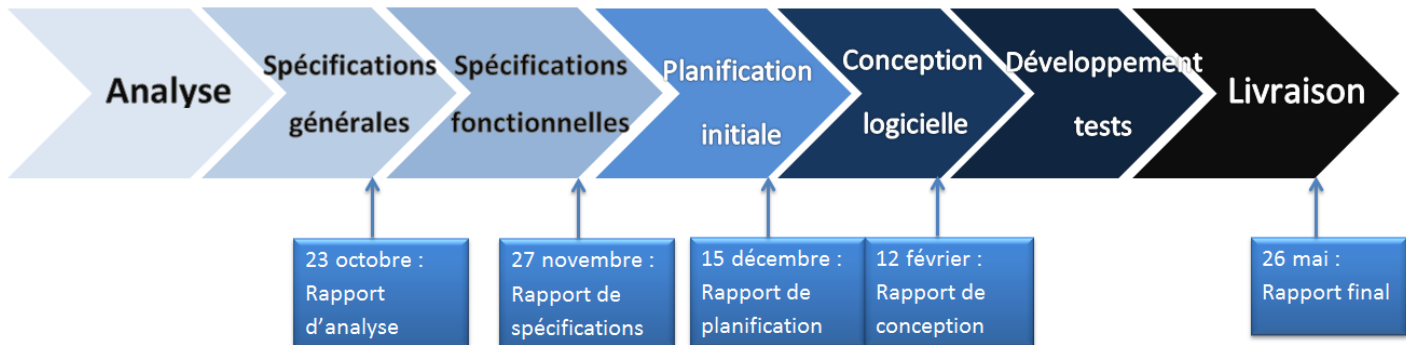 Analyse
Spécifications
générales
Spécifications
fonctionnelles
Planification
initiale
Conception
logicielle
Développement
tests
Livraison
23 octobre :
Rapport
d’analyse
27 novembre :
Rapport de
spécifications
15 décembre :
Rapport de
planification
12 février :
Rapport de
conception
26 mai :
Rapport final